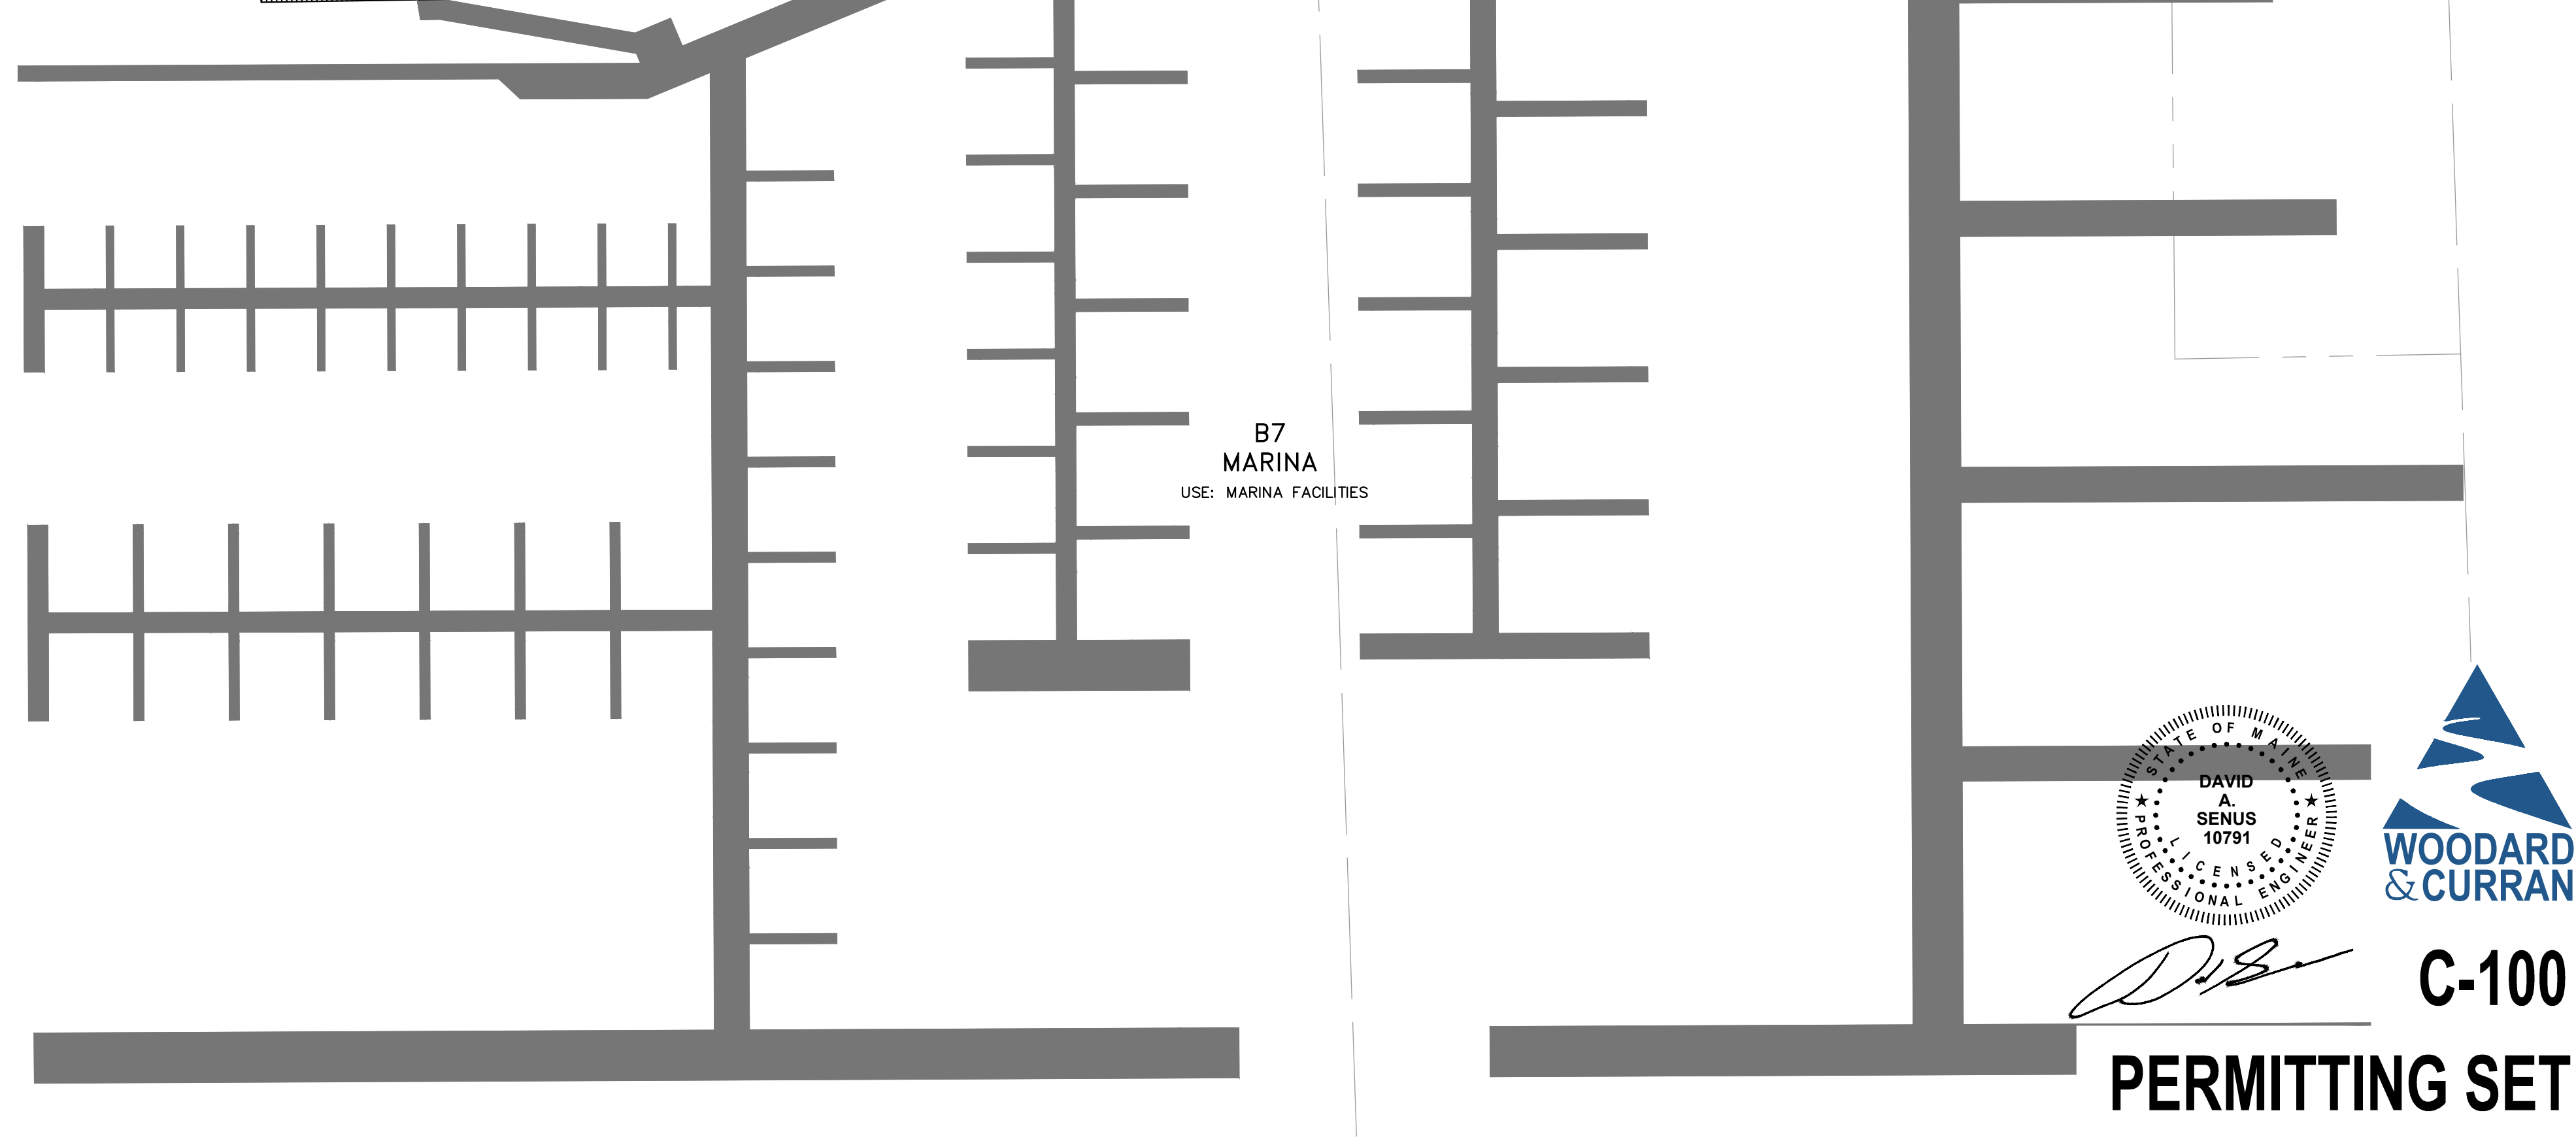 B7
MARINA
USE: MARINA FACILITIES
STATE OF MAINE
DAVID
A.
SENUS
10791
LICENSED
PROFESSIONAL ENGINEER
WOODARD
&CURRAN
C-100
PERMITTING SET